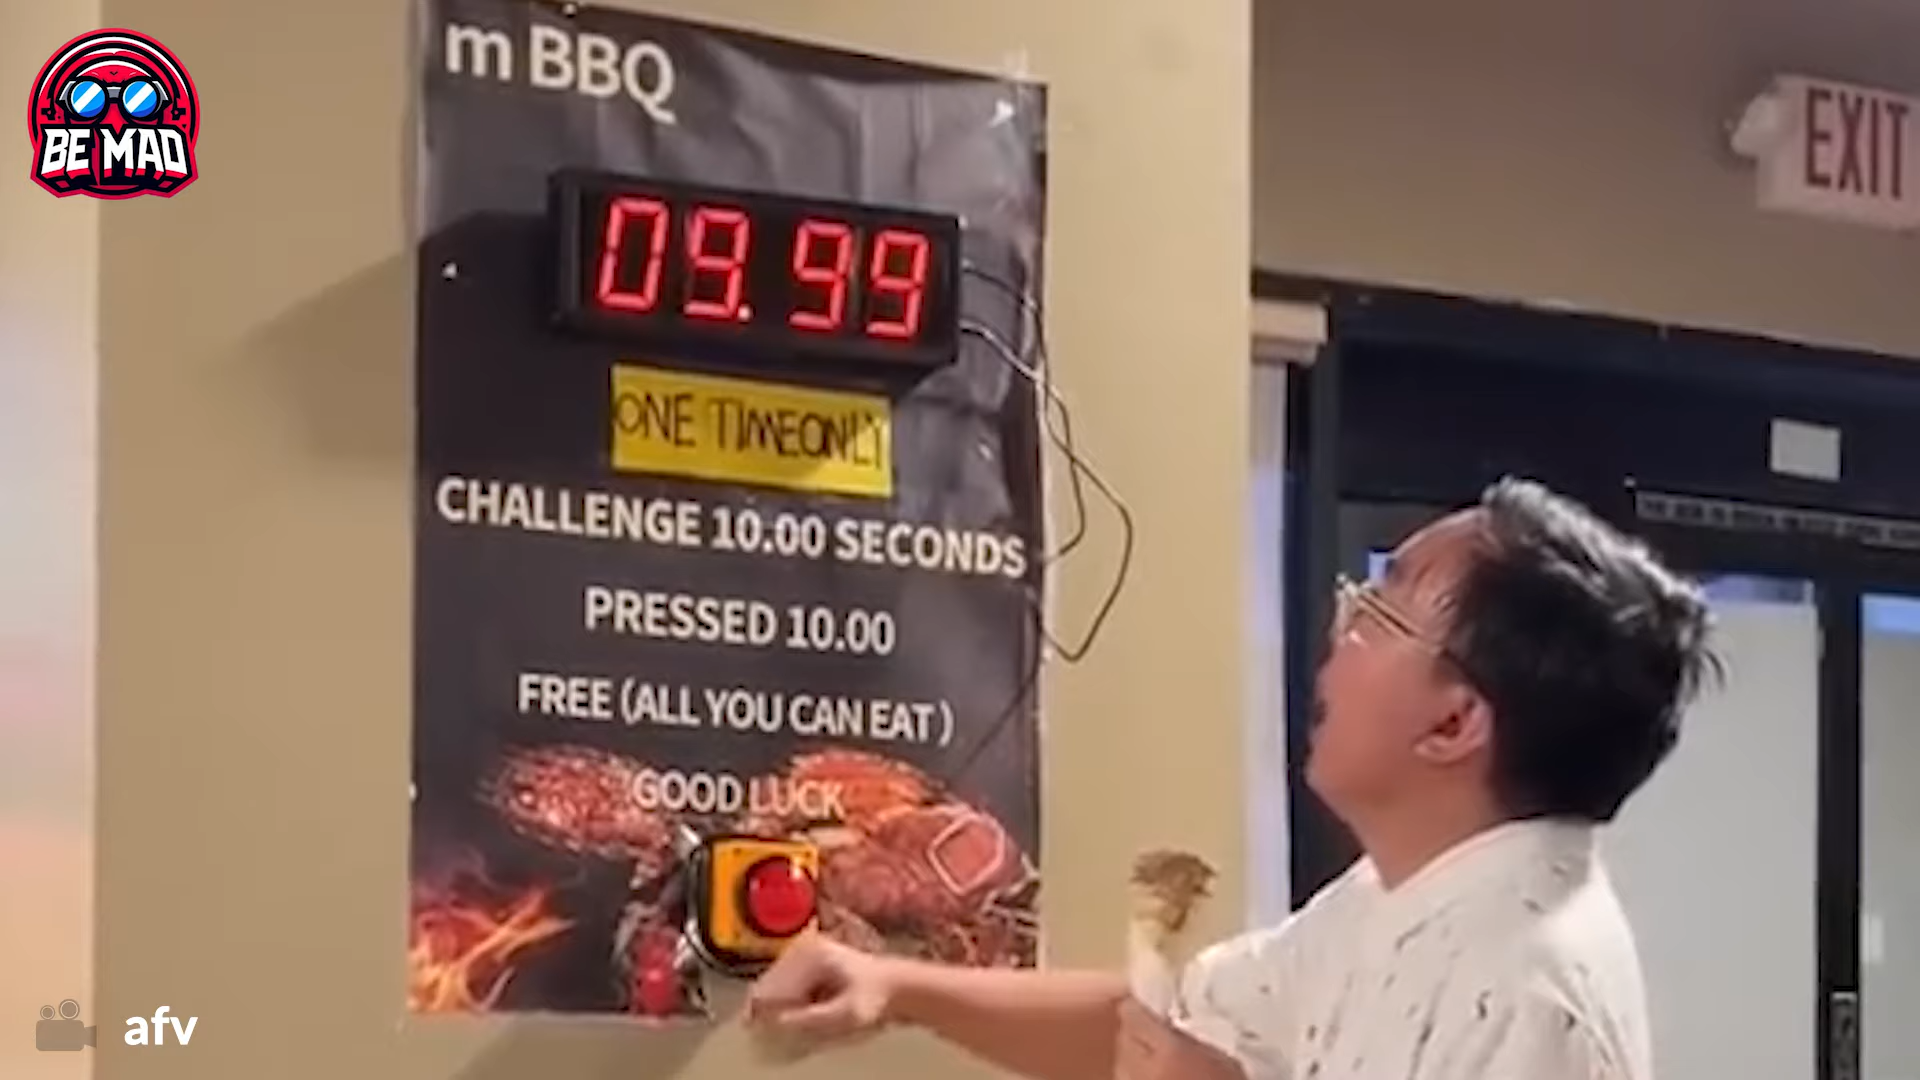 m BBQ
BE MAD
EXIT
09.99
ONE TIMEONLY
CHALLENGE 10.00 SECONDS
PRESSED 10.00
FREE (ALL YOU CAN EAT )
GOOD LUCK
afv